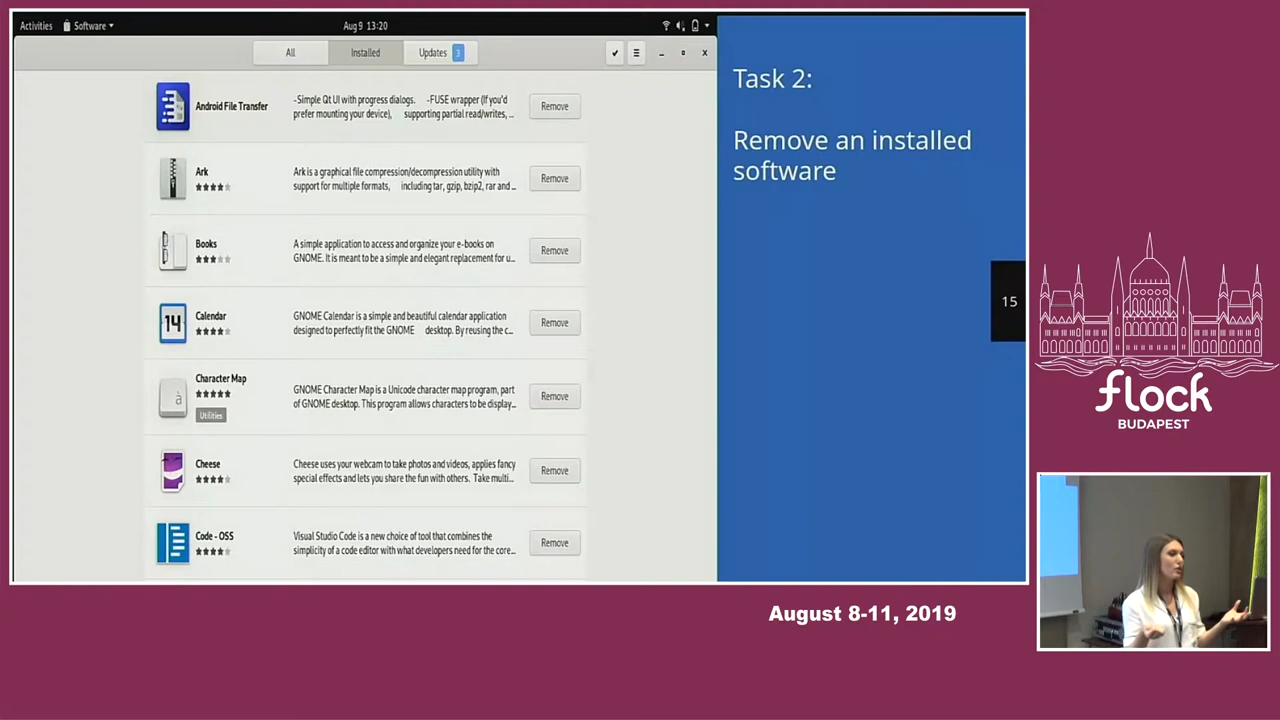 Activities Software Aug 9 13:20
All Installed Updates 3
Android File Transfer
-Simple Qt UI with progress dialogs. -FUSE wrapper (If you'd
prefer mounting your device), supporting partial read/writes, ...
Remove
Ark
Ark is a graphical file compression/decompression utility with
support for multiple formats, including tar, gzip, bzip2, rar and ...
Remove
Books
A simple application to access and organize your e-books on
GNOME. It is meant to be a simple and elegant replacement for u...
Remove
14
Calendar
GNOME Calendar is a simple and beautiful calendar application
designed to perfectly fit the GNOME desktop. By reusing the c...
Remove
à
Character Map
Utilities
GNOME Character Map is a Unicode character map program, part
of GNOME desktop. This program allows characters to be display...
Remove
Cheese
Cheese uses your webcam to take photos and videos, applies fancy
special effects and lets you share the fun with others. Take multi...
Remove
Code - OSS
Visual Studio Code is a new choice of tool that combines the
simplicity of a code editor with what developers need for the core...
Remove
Task 2:
Remove an installed
software
15
flock
BUDAPEST
August 8-11, 2019